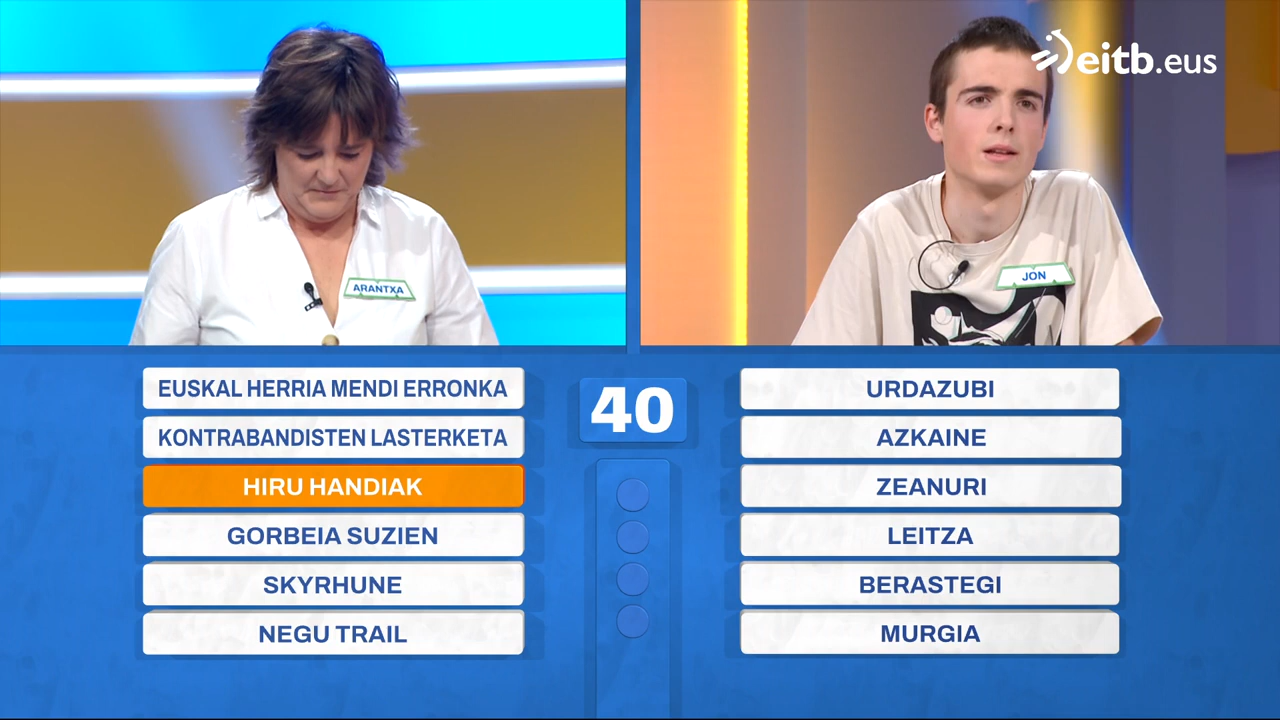 eitb.eus
ARANTXA
JON
EUSKAL HERRIA MENDI ERRONKA
KONTRABANDISTEN LASTERKETA
HIRU HANDIAK
GORBEIA SUZIEN
SKYRHUNE
NEGU TRAIL
40
URDAZUBI
AZKAINE
ZEANURI
LEITZA
BERASTEGI
MURGIA